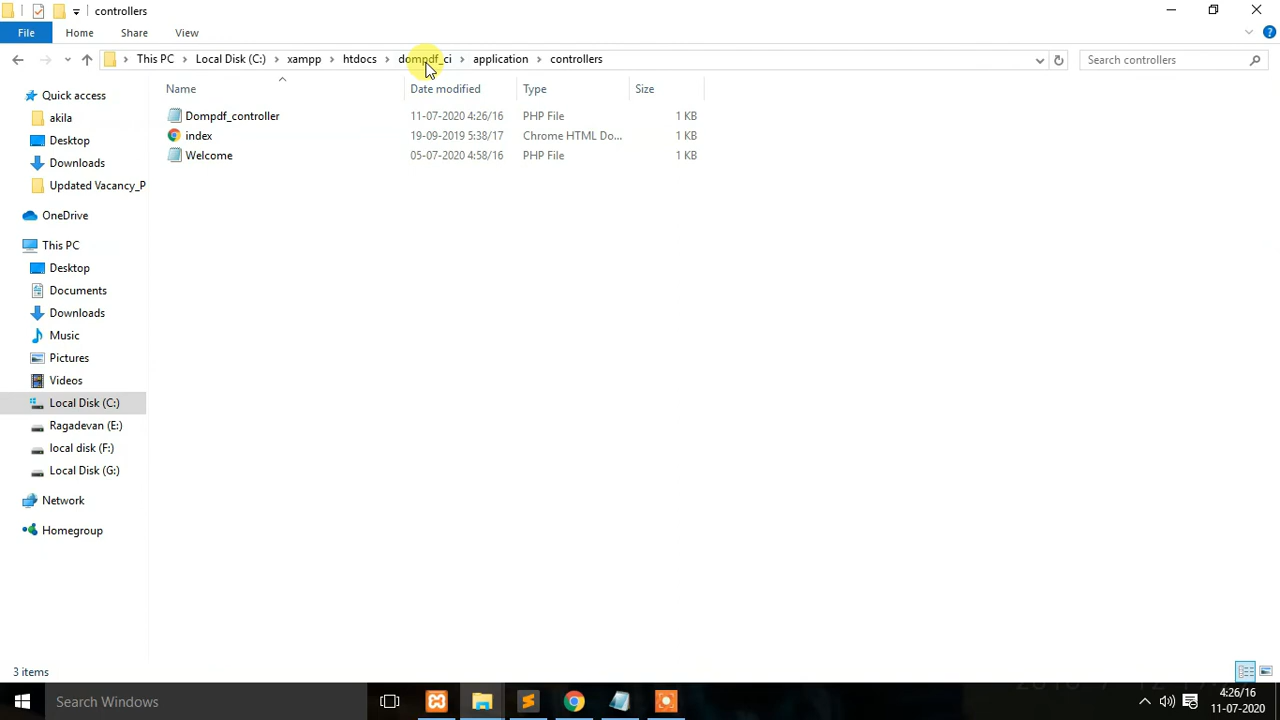 controllers
File Home Share View
This PC Local Disk (C:) xampp htdocs dompdf_ci application controllers
Search controllers
Name Date modified Type Size
Quick access
akila
Desktop
Downloads
Updated Vacancy_P
OneDrive
This PC
Desktop
Documents
Downloads
Music
Pictures
Videos
Local Disk (C:)
Ragadevan (E:)
local disk (F:)
Local Disk (G:)
Network
Homegroup
Dompdf_controller 11-07-2020 4:26/16 PHP File 1 KB
index 19-09-2019 5:38/17 Chrome HTML Do... 1 KB
Welcome 05-07-2020 4:58/16 PHP File 1 KB
3 items
Search Windows
4:26/16
11-07-2020